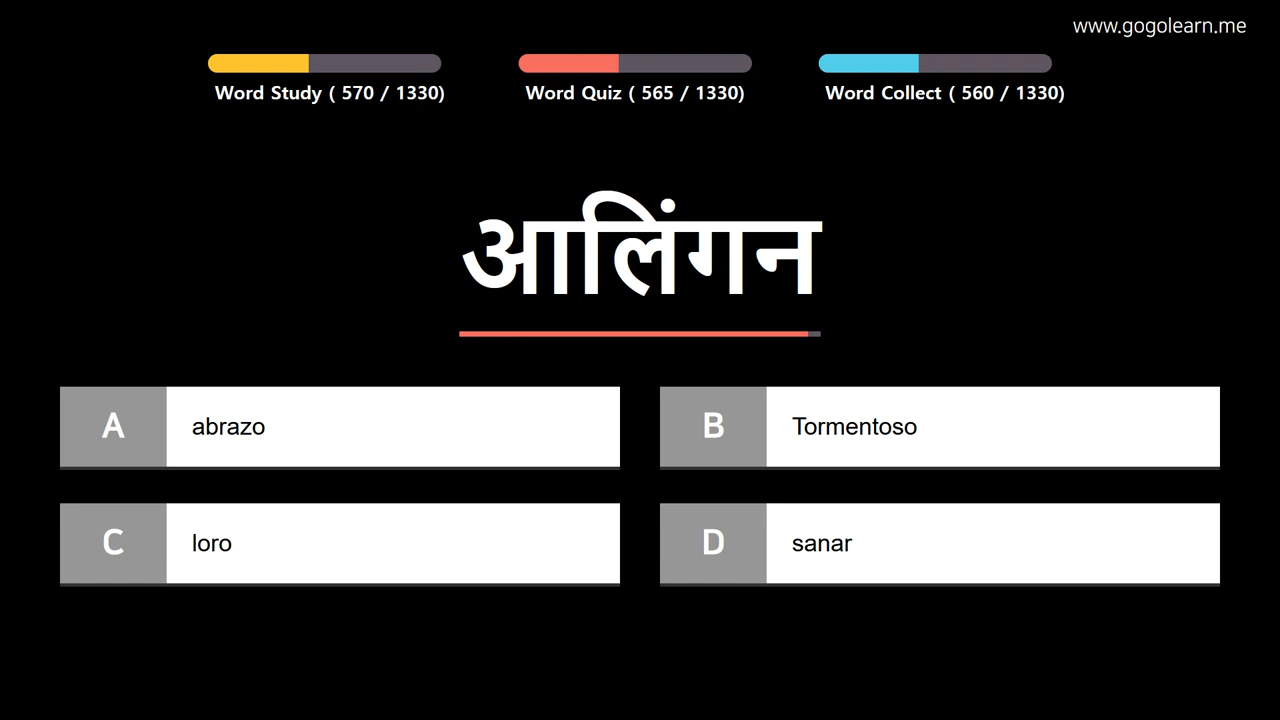 www.gogolearn.me
Word Study ( 570 / 1330)
Word Quiz ( 565 / 1330)
Word Collect ( 560 / 1330)
आलिंगन
A abrazo
B Tormentoso
C loro
D sanar